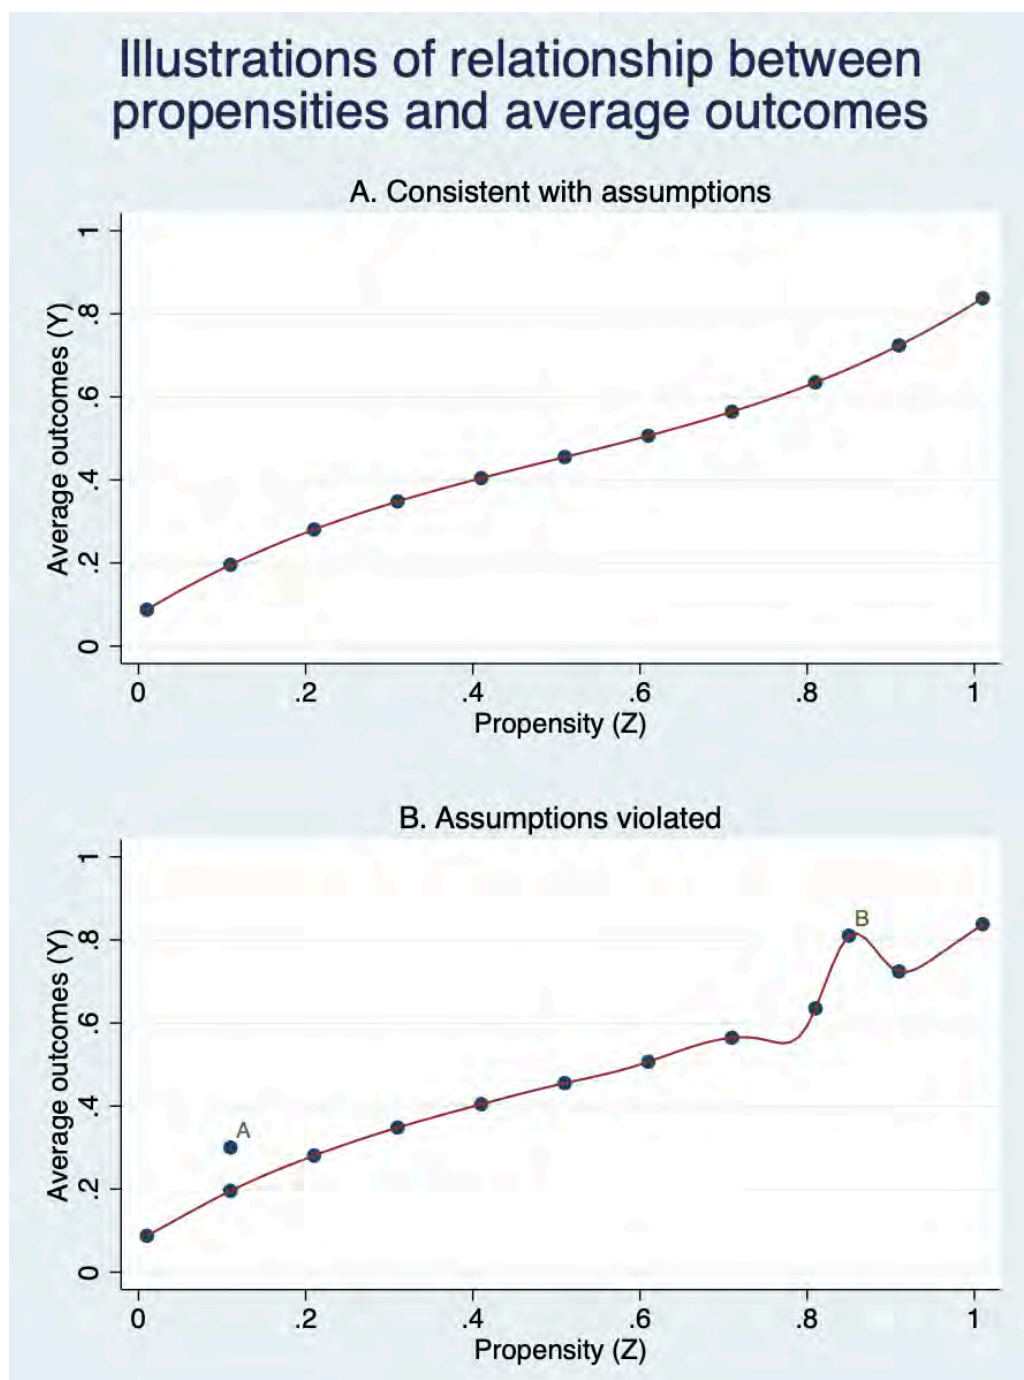 Illustrations of relationship between
propensities and average outcomes
A. Consistent with assumptions
Average outcomes (Y)
1
.8
.6
.4
.2
0
0 .2 .4 .6 .8 1
Propensity (Z)
B. Assumptions violated
Average outcomes (Y)
1
.8
.6
.4
.2
0
B
A
0 .2 .4 .6 .8 1
Propensity (Z)